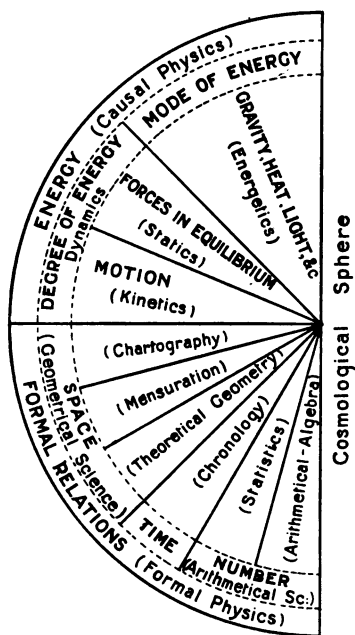 ENERGY (Causal Physics)
MODE OF ENERGY
DEGREE OF ENERGY
Dynamics
GRAVITY, HEAT, LIGHT, &c
(Energetics)
FORCES IN EQUILIBRIUM
(Statics)
MOTION
(Kinetics)
(Chartography)
(Mensuration)
(Theoretical Geometry)
(Chronology)
(Statistics)
(Arithmetical-Algebra)
SPACE
(Geometrical Science)
TIME
NUMBER
(Arithmetical Sc:)
FORMAL RELATIONS (Formal Physics)
Cosmological Sphere